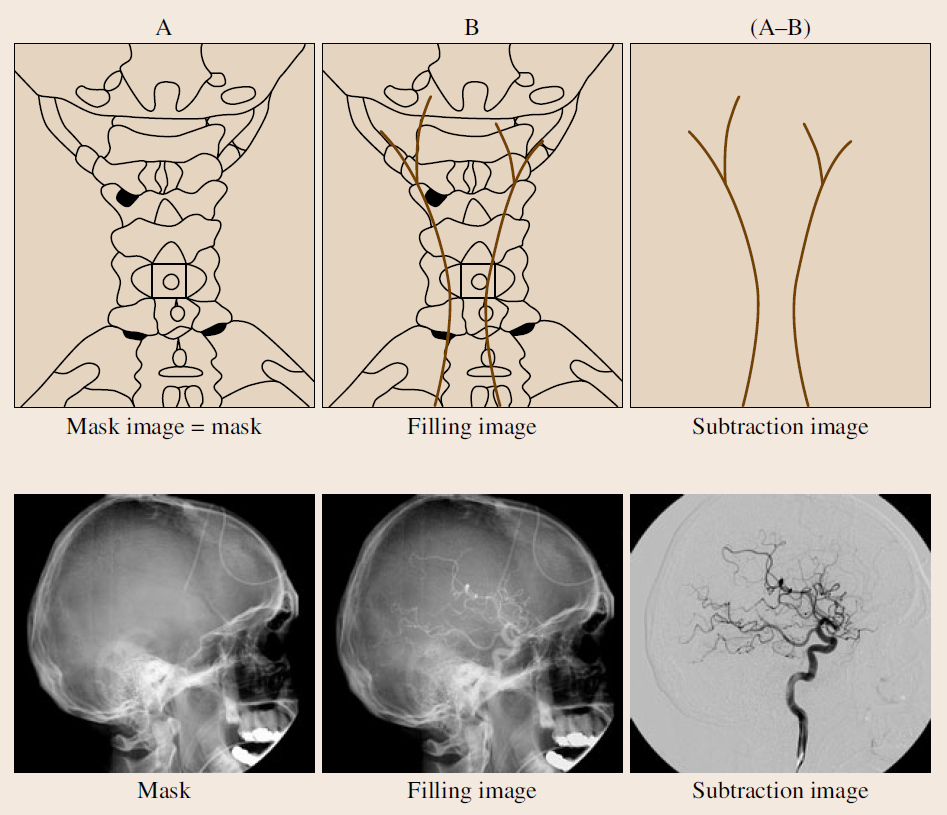 A
B
(A–B)
Mask image = mask
Filling image
Subtraction image
Mask
Filling image
Subtraction image